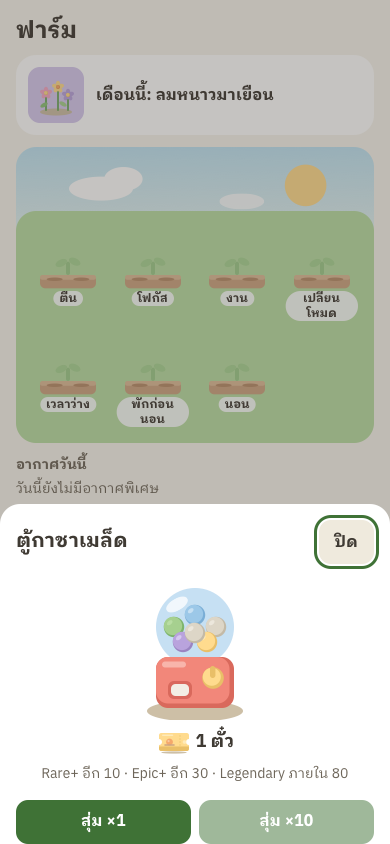 ฟาร์ม
เดือนนี้: ลมหนาวมาเยือน
ตื่น
โฟกัส
งาน
เปลี่ยน
โหมด
เวลาว่าง
พักก่อน
นอน
นอน
อากาศวันนี้
วันนี้ยังไม่มีอากาศพิเศษ
ตู้กาชาเมล็ด
ปิด
1 ตั๋ว
Rare+ อีก 10 · Epic+ อีก 30 · Legendary ภายใน 80
สุ่ม ×1
สุ่ม ×10